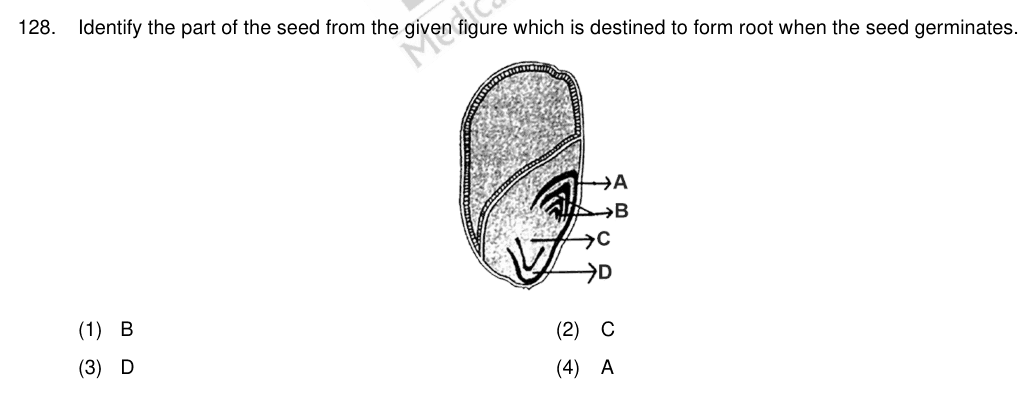 Medica
128. Identify the part of the seed from the given figure which is destined to form root when the seed germinates.
A
B
C
D
(1) B (2) C
(3) D (4) A